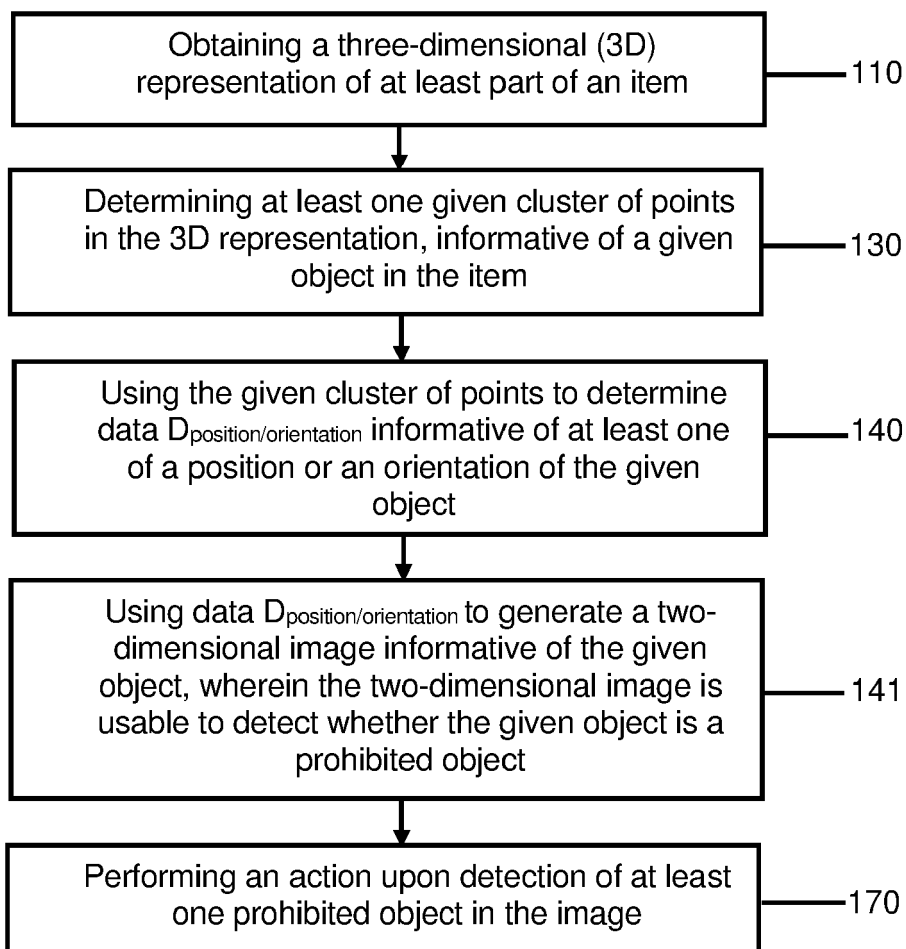 Obtaining a three-dimensional (3D)
representation of at least part of an item
110
Determining at least one given cluster of points
in the 3D representation, informative of a given
object in the item
130
Using the given cluster of points to determine
data Dposition/orientation informative of at least one
of a position or an orientation of the given
object
140
Using data Dposition/orientation to generate a two-
dimensional image informative of the given
object, wherein the two-dimensional image is
usable to detect whether the given object is a
prohibited object
141
Performing an action upon detection of at least
one prohibited object in the image
170